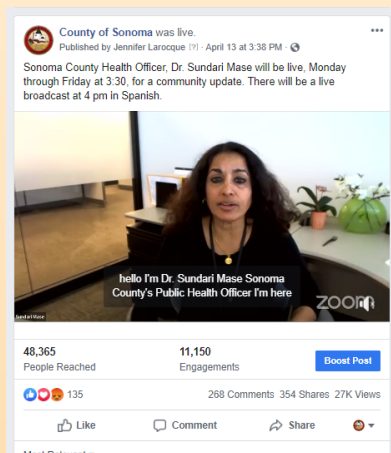 County of Sonoma was live.
Published by Jennifer Larocque [?] · April 13 at 3:38 PM ·
Sonoma County Health Officer, Dr. Sundari Mase will be live, Monday
through Friday at 3:30, for a community update. There will be a live
broadcast at 4 pm in Spanish.
hello I'm Dr. Sundari Mase Sonoma
County's Public Health Officer I'm here
zoom
Sundari Mase
48,365
11,150
People Reached
Engagements
Boost Post
135
268 Comments 354 Shares 27K Views
Like
Comment
Share